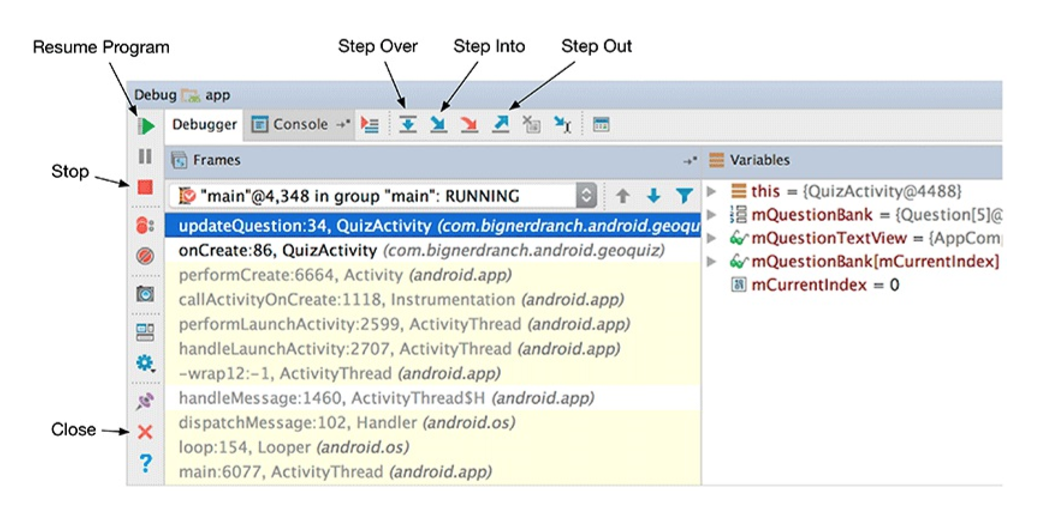 Resume Program
Step Over
Step Into
Step Out
Debug app
Debugger Console
Frames
Variables
Stop
"main"@4,348 in group "main": RUNNING
updateQuestion:34, QuizActivity (com.bignerdranch.android.geoqu
onCreate:86, QuizActivity (com.bignerdranch.android.geoquiz)
performCreate:6664, Activity (android.app)
callActivityOnCreate:1118, Instrumentation (android.app)
performLaunchActivity:2599, ActivityThread (android.app)
handleLaunchActivity:2707, ActivityThread (android.app)
-wrap12:-1, ActivityThread (android.app)
handleMessage:1460, ActivityThread$H (android.app)
dispatchMessage:102, Handler (android.os)
loop:154, Looper (android.os)
main:6077, ActivityThread (android.app)
this = {QuizActivity@4488}
mQuestionBank = {Question[5]@
mQuestionTextView = {AppComp
mQuestionBank[mCurrentIndex]
mCurrentIndex = 0
Close
?